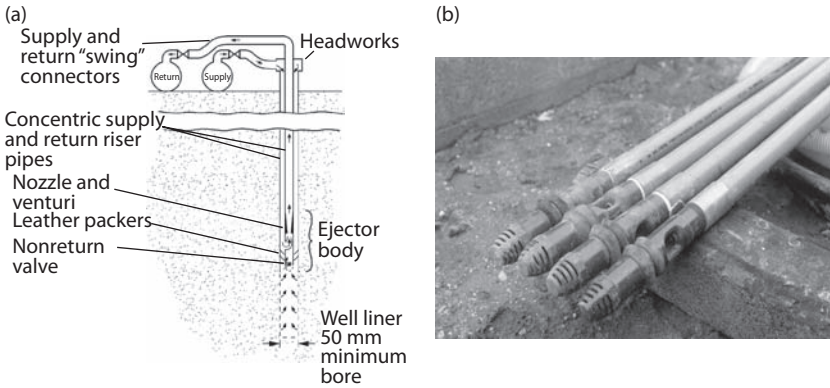 (a)
Supply and
return "swing"
connectors
Headworks
Return
Supply
Concentric supply
and return riser
pipes
Nozzle and
venturi
Leather packers
Nonreturn
valve
Ejector
body
Well liner
50 mm
minimum
bore
(b)